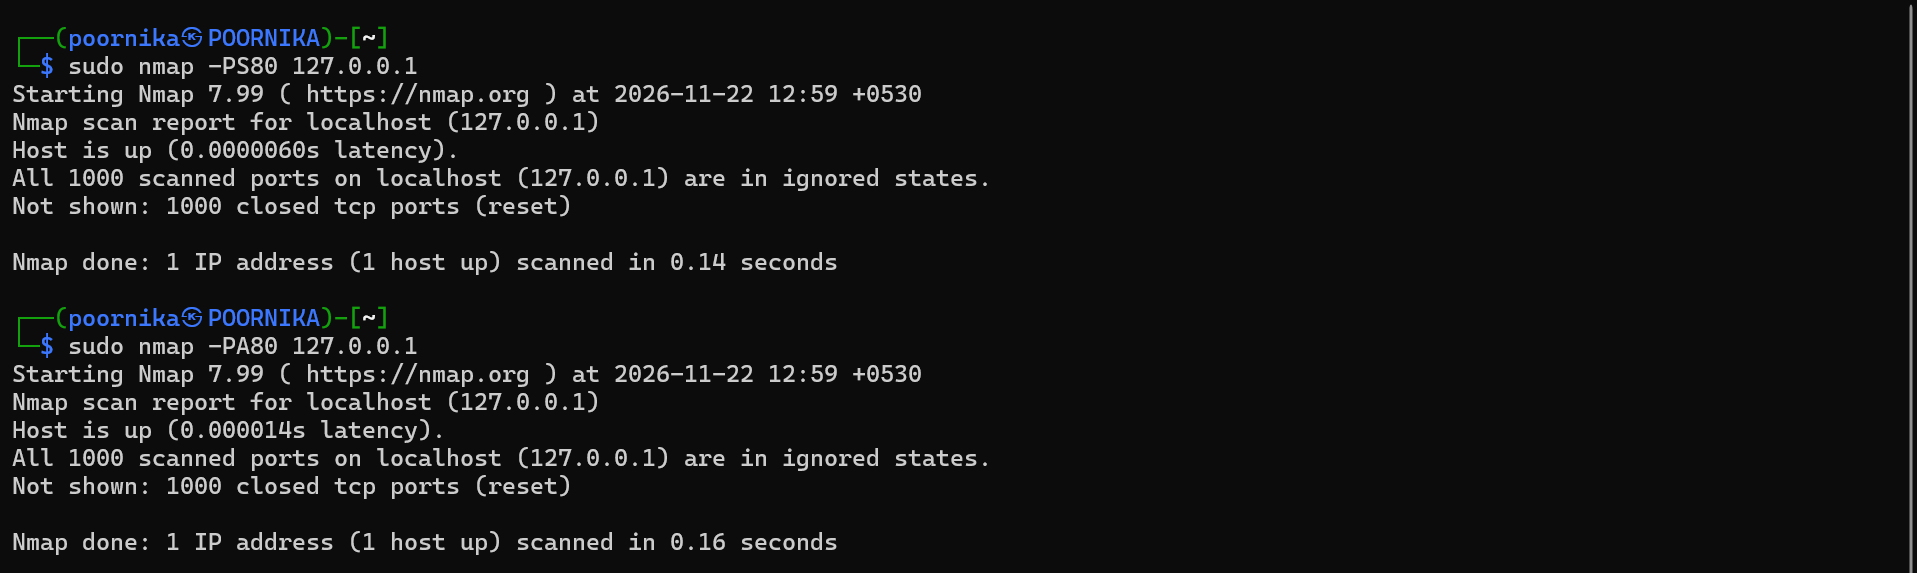 ┌──(poornika㉿POORNIKA)-[~]
└─$ sudo nmap -PS80 127.0.0.1
Starting Nmap 7.99 ( https://nmap.org ) at 2026-11-22 12:59 +0530
Nmap scan report for localhost (127.0.0.1)
Host is up (0.0000060s latency).
All 1000 scanned ports on localhost (127.0.0.1) are in ignored states.
Not shown: 1000 closed tcp ports (reset)

Nmap done: 1 IP address (1 host up) scanned in 0.14 seconds

┌──(poornika㉿POORNIKA)-[~]
└─$ sudo nmap -PA80 127.0.0.1
Starting Nmap 7.99 ( https://nmap.org ) at 2026-11-22 12:59 +0530
Nmap scan report for localhost (127.0.0.1)
Host is up (0.000014s latency).
All 1000 scanned ports on localhost (127.0.0.1) are in ignored states.
Not shown: 1000 closed tcp ports (reset)

Nmap done: 1 IP address (1 host up) scanned in 0.16 seconds